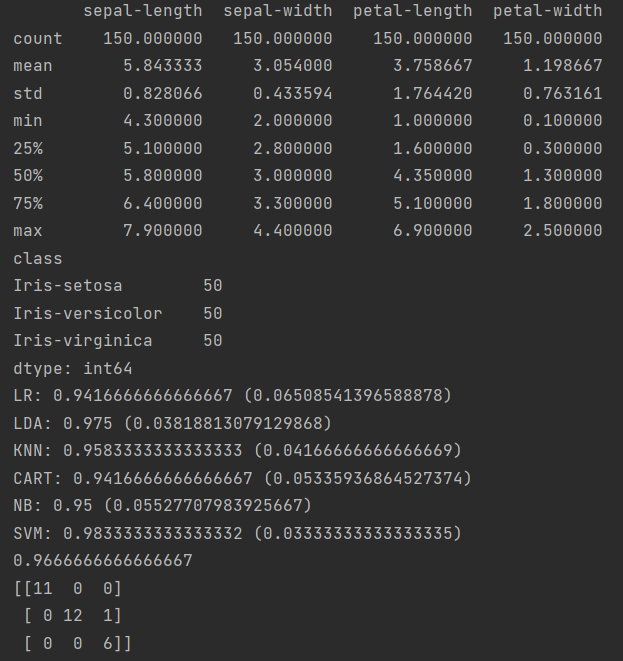 sepal-length  sepal-width  petal-length  petal-width
count    150.000000   150.000000    150.000000   150.000000
mean       5.843333     3.054000      3.758667     1.198667
std        0.828066     0.433594      1.764420     0.763161
min        4.300000     2.000000      1.000000     0.100000
25%        5.100000     2.800000      1.600000     0.300000
50%        5.800000     3.000000      4.350000     1.300000
75%        6.400000     3.300000      5.100000     1.800000
max        7.900000     4.400000      6.900000     2.500000
class
Iris-setosa        50
Iris-versicolor    50
Iris-virginica     50
dtype: int64
LR: 0.9416666666666667 (0.06508541396588878)
LDA: 0.975 (0.03818813079129868)
KNN: 0.9583333333333333 (0.04166666666666669)
CART: 0.9416666666666667 (0.05335936864527374)
NB: 0.95 (0.05527707983925667)
SVM: 0.9833333333333332 (0.03333333333333335)
0.9666666666666667
[[11  0  0]
 [ 0 12  1]
 [ 0  0  6]]